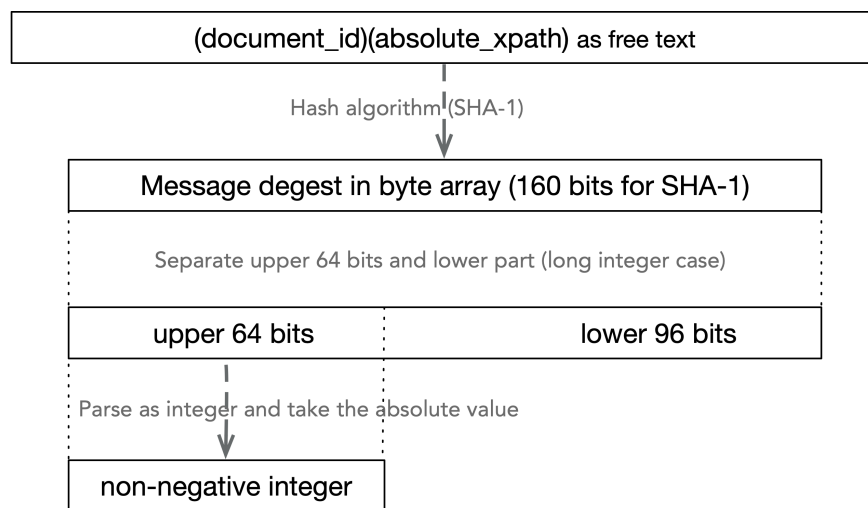 (document_id)(absolute_xpath) as free text
Hash algorithm (SHA-1)
Message degest in byte array (160 bits for SHA-1)
Separate upper 64 bits and lower part (long integer case)
upper 64 bits lower 96 bits
Parse as integer and take the absolute value
non-negative integer